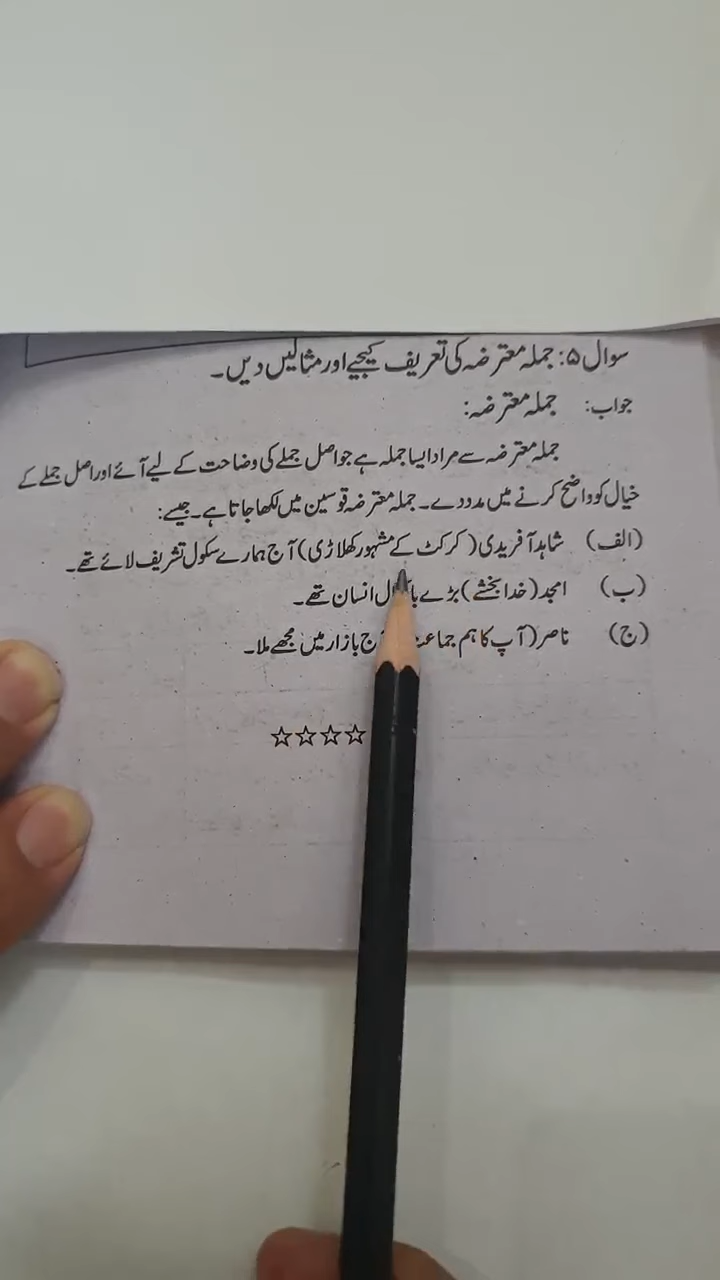 سوال ۵: جملہ معترضہ کی تعریف کیجیے اور مثالیں دیں۔
جواب: جملہ معترضہ:
جملہ معترضہ سے مراد ایسا جملہ ہے جو اصل جملے کی وضاحت کے لیے آئے اور اصل جملے کے
خیال کو واضح کرنے میں مدد دے۔ جملہ معترضہ قوسین میں لکھا جاتا ہے۔ جیسے:
(الف) شاہد آفریدی (کرکٹ کے مشہور کھلاڑی) آج ہمارے سکول تشریف لائے تھے۔
(ب) امجد (خدا بخشے) بڑے انسان تھے۔
(ج) ناصر (آپ کا ہم بازار میں مجھے ملا۔
☆☆☆☆